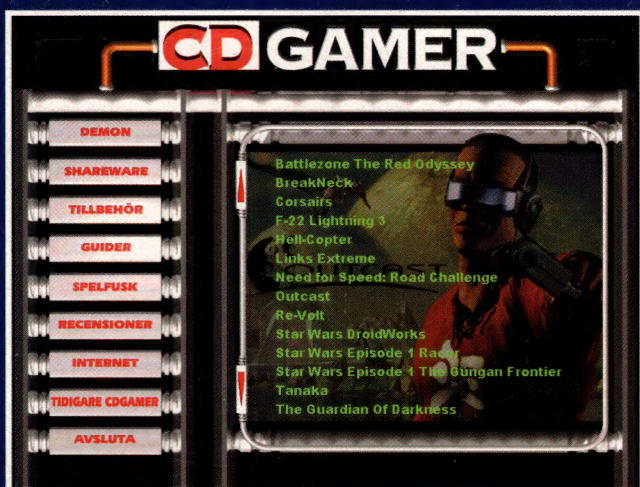 CD GAMER
DEMON
SHAREWARE
TILLBEHÖR
GUIDER
SPELFUSK
RECENSIONER
INTERNET
TIDIGARE CDGAMER
AVSLUTA
Battlezone The Red Odyssey
BreakNeck
Corsairs
F-22 Lightning 3
Hell-Copter
Links Extreme
Need for Speed: Road Challenge
Outcast
Re-Volt
Star Wars DroidWorks
Star Wars Episode 1 Racer
Star Wars Episode 1 The Gungan Frontier
Tanaka
The Guardian Of Darkness